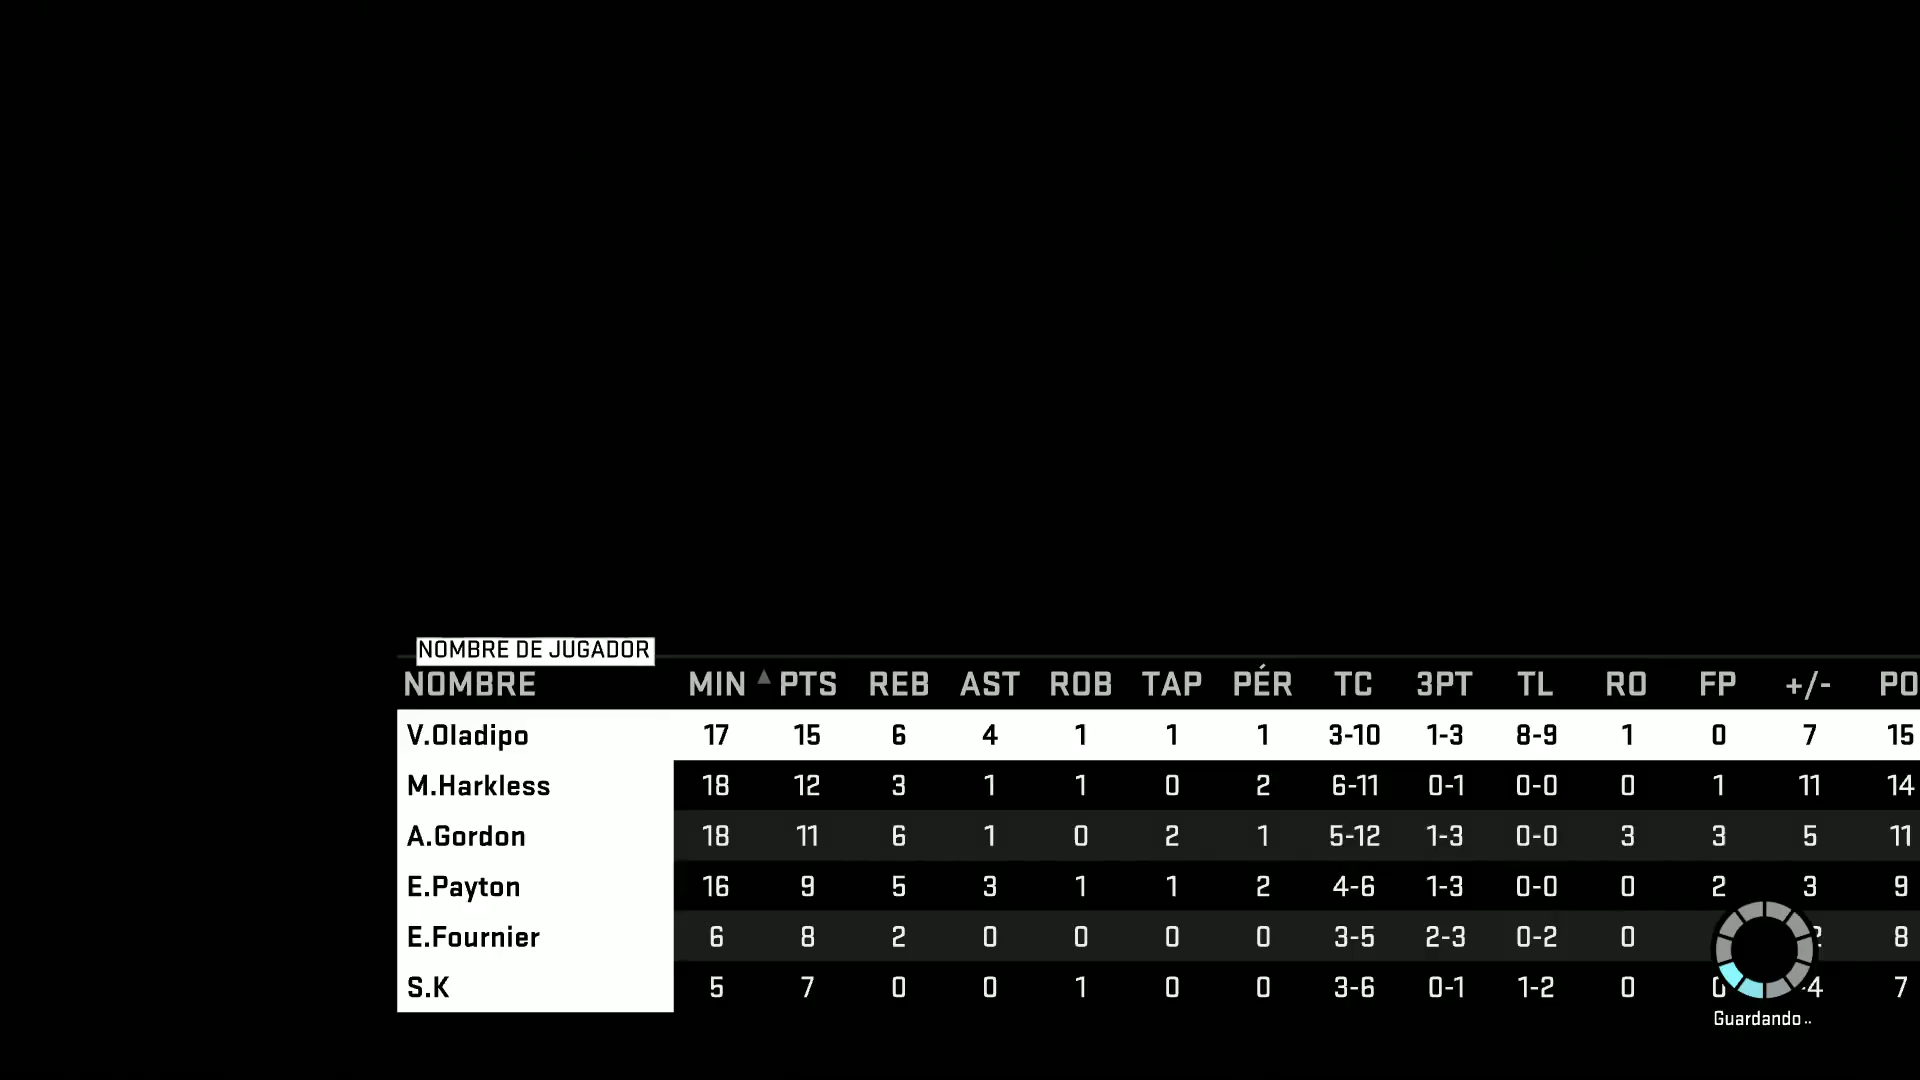 NOMBRE DE JUGADOR
NOMBRE MIN PTS REB AST ROB TAP PÉR TC 3PT TL RO FP +/- PO
V.Oladipo 17 15 6 4 1 1 1 3-10 1-3 8-9 1 0 7 15
M.Harkless 18 12 3 1 1 0 2 6-11 0-1 0-0 0 1 11 14
A.Gordon 18 11 6 1 0 2 1 5-12 1-3 0-0 3 3 5 11
E.Payton 16 9 5 3 1 1 2 4-6 1-3 0-0 0 2 3 9
E.Fournier 6 8 2 0 0 0 0 3-5 2-3 0-2 0 8
S.K 5 7 0 0 1 0 0 3-6 0-1 1-2 0 0 -4 7
Guardando..